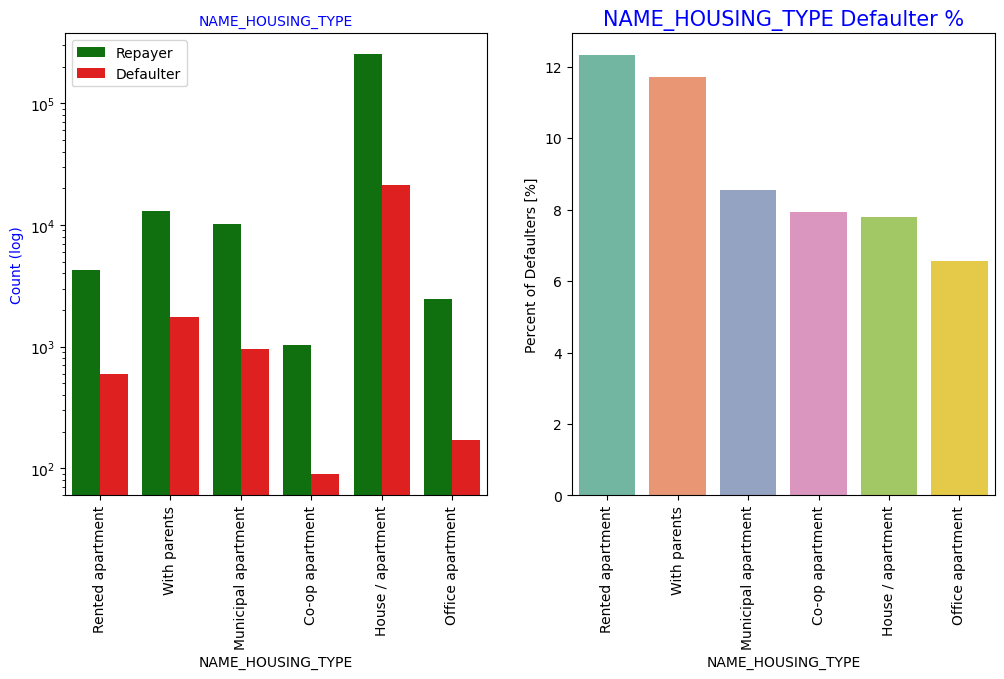 NAME_HOUSING_TYPE
Repayer
Defaulter
Count (log)
10^5
10^4
10^3
10^2
Rented apartment
With parents
Municipal apartment
Co-op apartment
House / apartment
Office apartment
NAME_HOUSING_TYPE
NAME_HOUSING_TYPE Defaulter %
Percent of Defaulters [%]
12
10
8
6
4
2
0
Rented apartment
With parents
Municipal apartment
Co-op apartment
House / apartment
Office apartment
NAME_HOUSING_TYPE